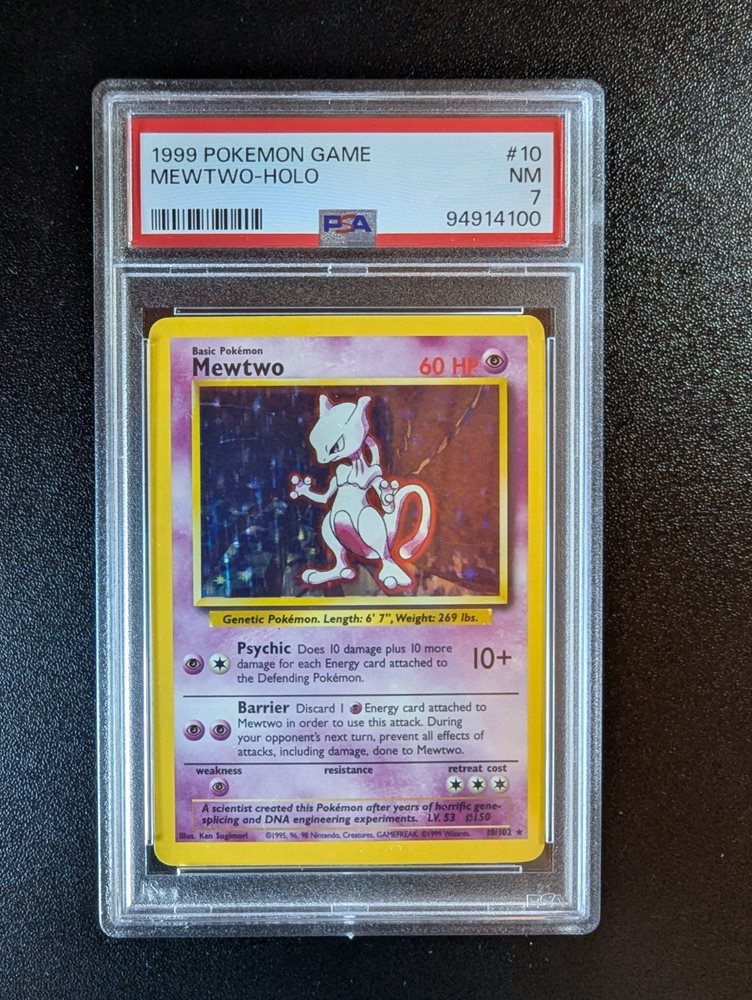 1999 POKEMON GAME #10
MEWTWO-HOLO NM
7
PSA 94914100
Basic Pokémon
Mewtwo 60 HP
Genetic Pokémon. Length: 6' 7", Weight: 269 lbs.
Psychic Does 10 damage plus 10 more
damage for each Energy card attached to
the Defending Pokémon.
10+
Barrier Discard 1 Energy card attached to
Mewtwo in order to use this attack. During
your opponent's next turn, prevent all effects of
attacks, including damage, done to Mewtwo.
weakness resistance retreat cost
A scientist created this Pokémon after years of horrific gene-
splicing and DNA engineering experiments. LV. 53 #150
Illus. Ken Sugimori ©1995, 96, 98 Nintendo, Creatures, GAMEFREAK. ©1999 Wizards. 10/102 ★
PSA